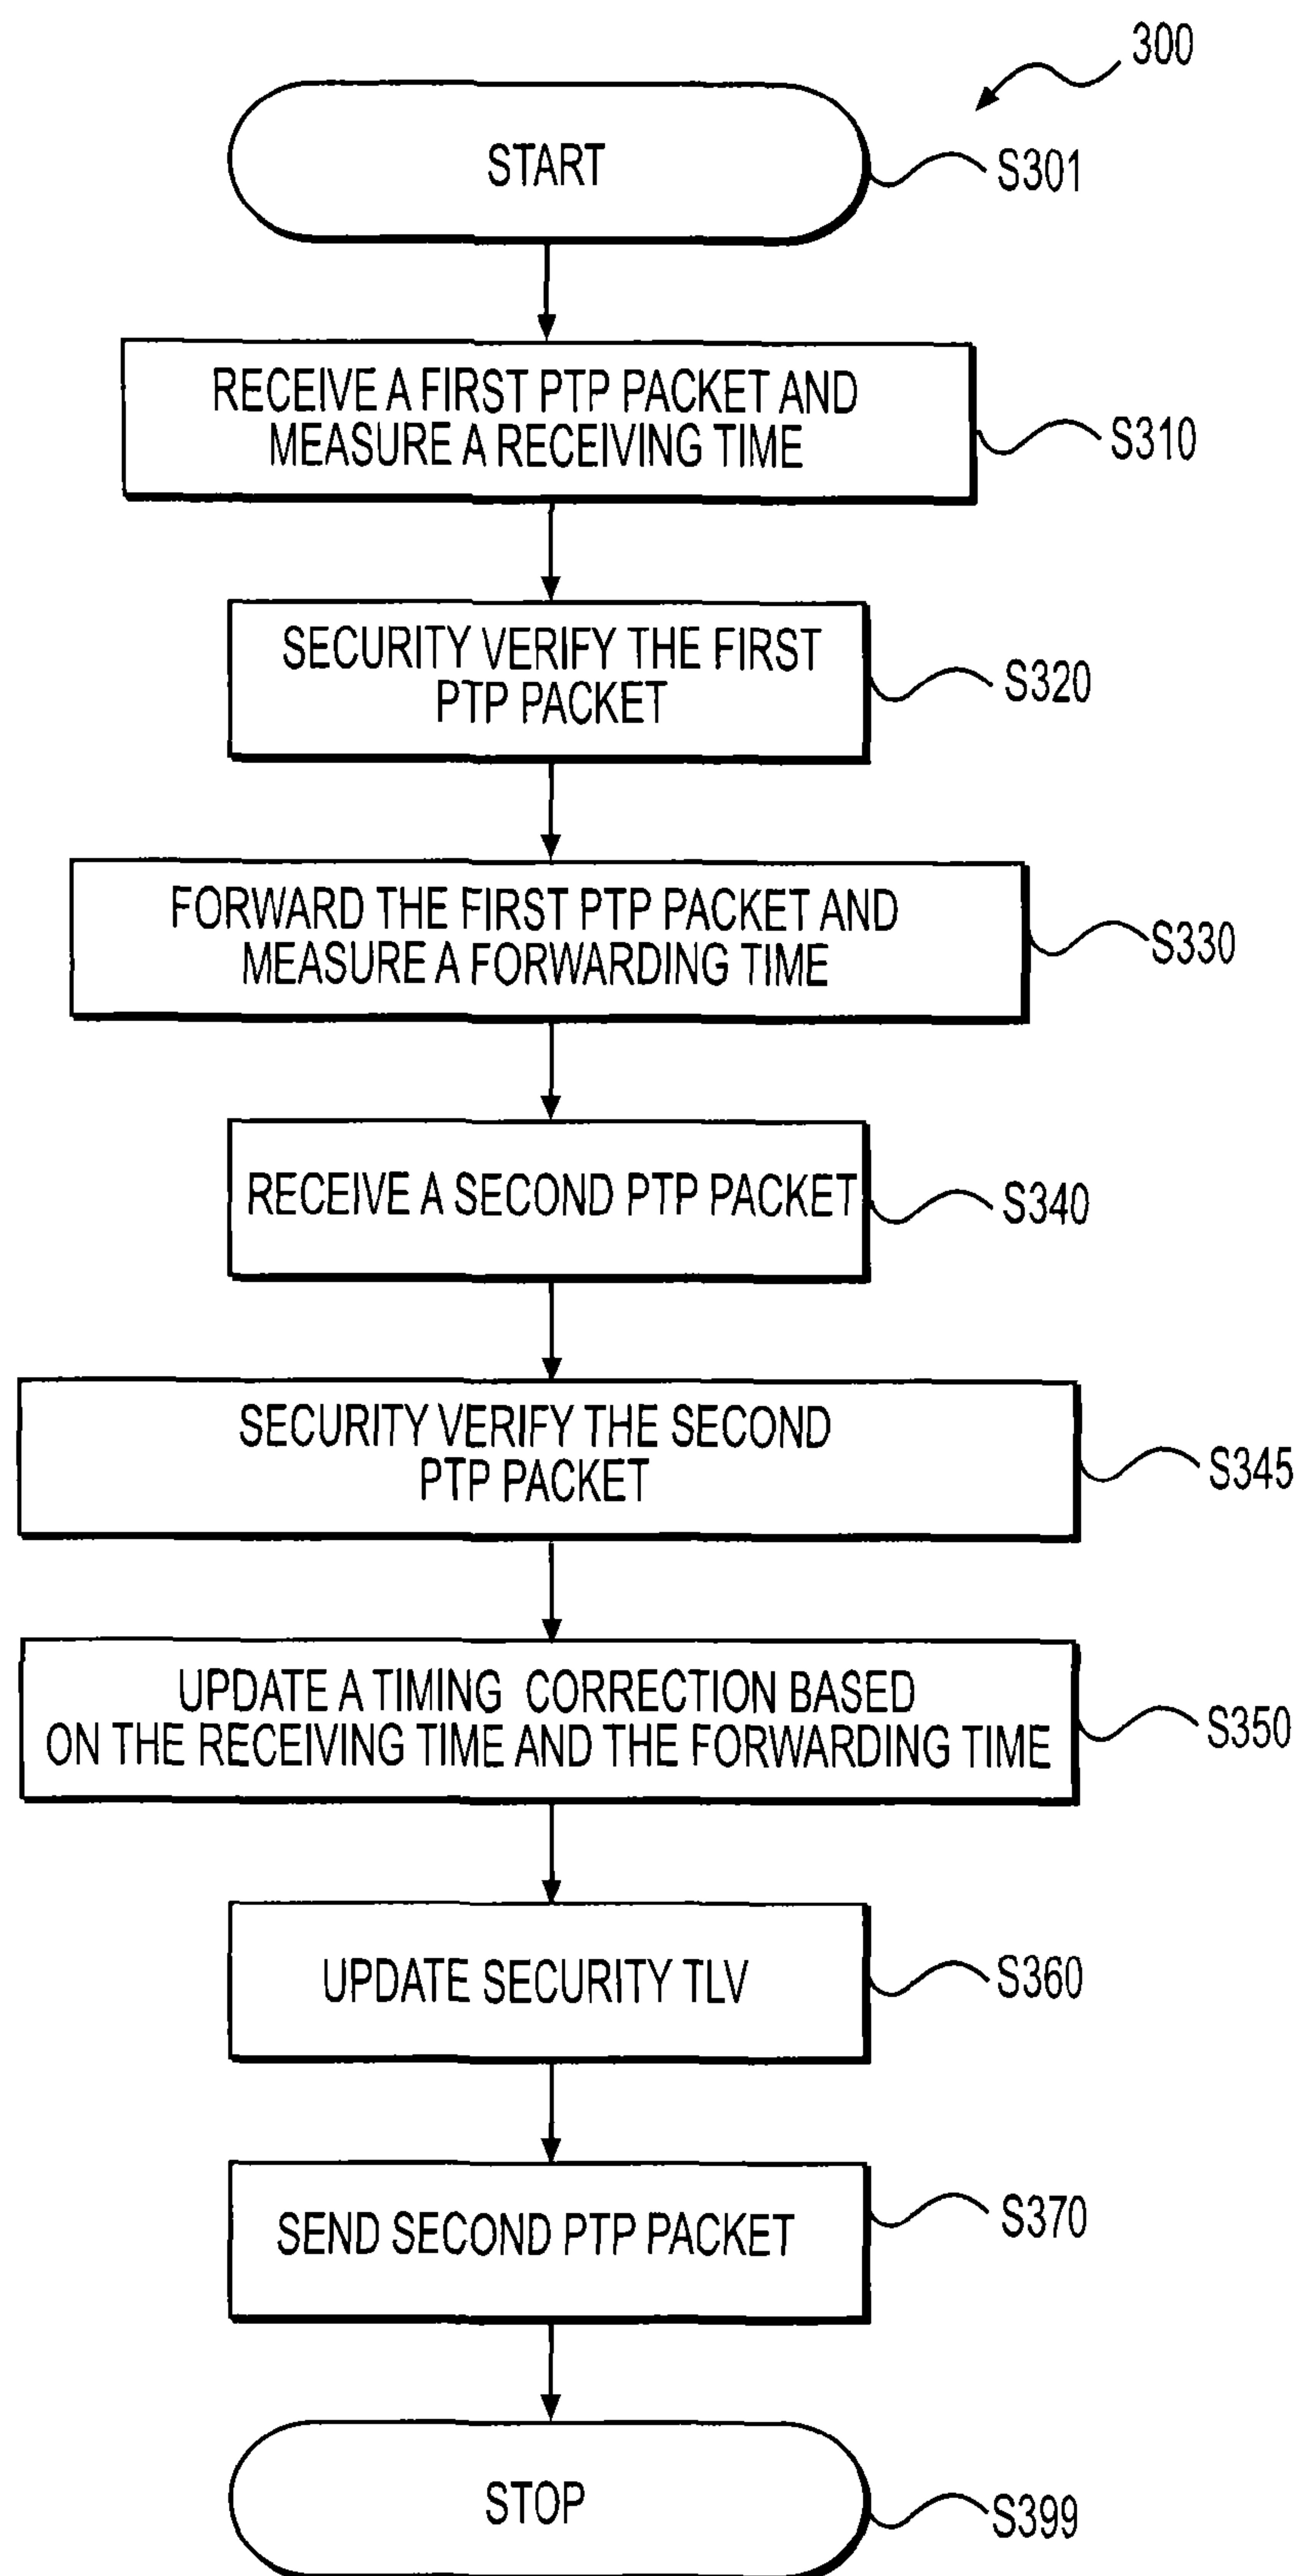 300
START
S301
RECEIVE A FIRST PTP PACKET AND
MEASURE A RECEIVING TIME
S310
SECURITY VERIFY THE FIRST
PTP PACKET
S320
FORWARD THE FIRST PTP PACKET AND
MEASURE A FORWARDING TIME
S330
RECEIVE A SECOND PTP PACKET
S340
SECURITY VERIFY THE SECOND
PTP PACKET
S345
UPDATE A TIMING CORRECTION BASED
ON THE RECEIVING TIME AND THE FORWARDING TIME
S350
UPDATE SECURITY TLV
S360
SEND SECOND PTP PACKET
S370
STOP
S399